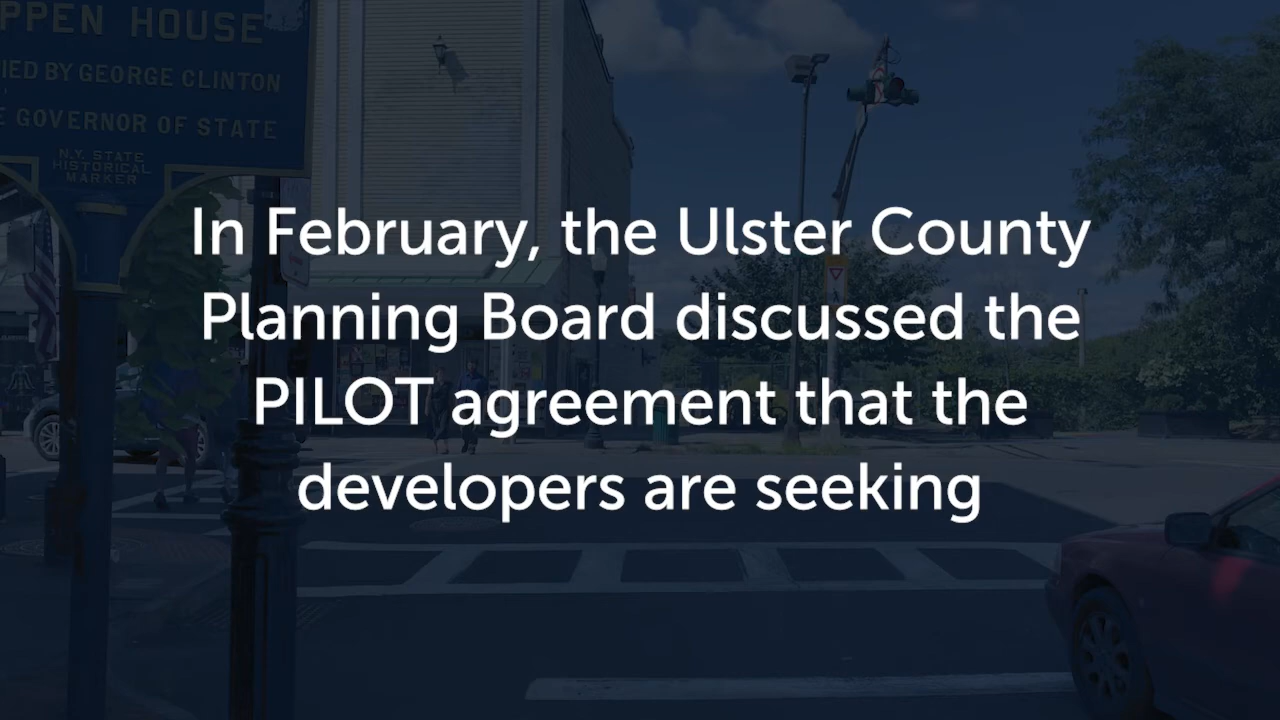 PPEN HOUSE
IED BY GEORGE CLINTON
GOVERNOR OF STATE
N.Y. STATE
HISTORICAL
MARKER
In February, the Ulster County
Planning Board discussed the
PILOT agreement that the
developers are seeking